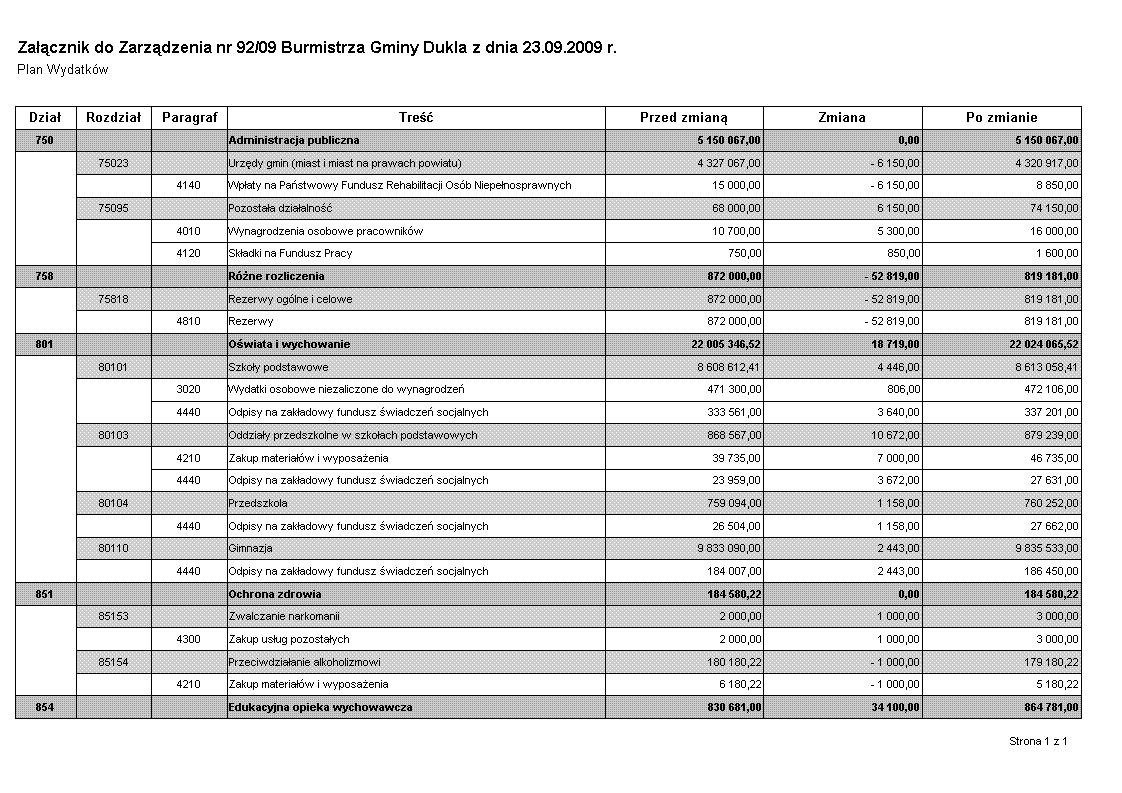 Załącznik do Zarządzenia nr 92/09 Burmistrza Gminy Dukla z dnia 23.09.2009 r.
Plan Wydatków
Dział Rozdział Paragraf Treść Przed zmianą Zmiana Po zmianie
750 Administracja publiczna 5 150 067,00 0,00 5 150 067,00
75023 Urzędy gmin (miast i miast na prawach powiatu) 4 327 067,00 - 6 150,00 4 320 917,00
4140 Wpłaty na Państwowy Fundusz Rehabilitacji Osób Niepełnosprawnych 15 000,00 - 6 150,00 8 850,00
75095 Pozostała działalność 68 000,00 6 150,00 74 150,00
4010 Wynagrodzenia osobowe pracowników 10 700,00 5 300,00 16 000,00
4120 Składki na Fundusz Pracy 750,00 850,00 1 600,00
758 Różne rozliczenia 872 000,00 - 52 819,00 819 181,00
75818 Rezerwy ogólne i celowe 872 000,00 - 52 819,00 819 181,00
4810 Rezerwy 872 000,00 - 52 819,00 819 181,00
801 Oświata i wychowanie 22 005 346,52 18 719,00 22 024 065,52
80101 Szkoły podstawowe 8 608 612,41 4 446,00 8 613 058,41
3020 Wydatki osobowe niezaliczone do wynagrodzeń 471 300,00 806,00 472 106,00
4440 Odpisy na zakładowy fundusz świadczeń socjalnych 333 561,00 3 640,00 337 201,00
80103 Oddziały przedszkolne w szkołach podstawowych 868 567,00 10 672,00 879 239,00
4210 Zakup materiałów i wyposażenia 39 735,00 7 000,00 46 735,00
4440 Odpisy na zakładowy fundusz świadczeń socjalnych 23 959,00 3 672,00 27 631,00
80104 Przedszkola 759 094,00 1 158,00 760 252,00
4440 Odpisy na zakładowy fundusz świadczeń socjalnych 26 504,00 1 158,00 27 662,00
80110 Gimnazja 9 833 090,00 2 443,00 9 835 533,00
4440 Odpisy na zakładowy fundusz świadczeń socjalnych 184 007,00 2 443,00 186 450,00
851 Ochrona zdrowia 184 580,22 0,00 184 580,22
85153 Zwalczanie narkomanii 2 000,00 1 000,00 3 000,00
4300 Zakup usług pozostałych 2 000,00 1 000,00 3 000,00
85154 Przeciwdziałanie alkoholizmowi 180 180,22 - 1 000,00 179 180,22
4210 Zakup materiałów i wyposażenia 6 180,22 - 1 000,00 5 180,22
854 Edukacyjna opieka wychowawcza 830 681,00 34 100,00 864 781,00
Strona 1 z 1